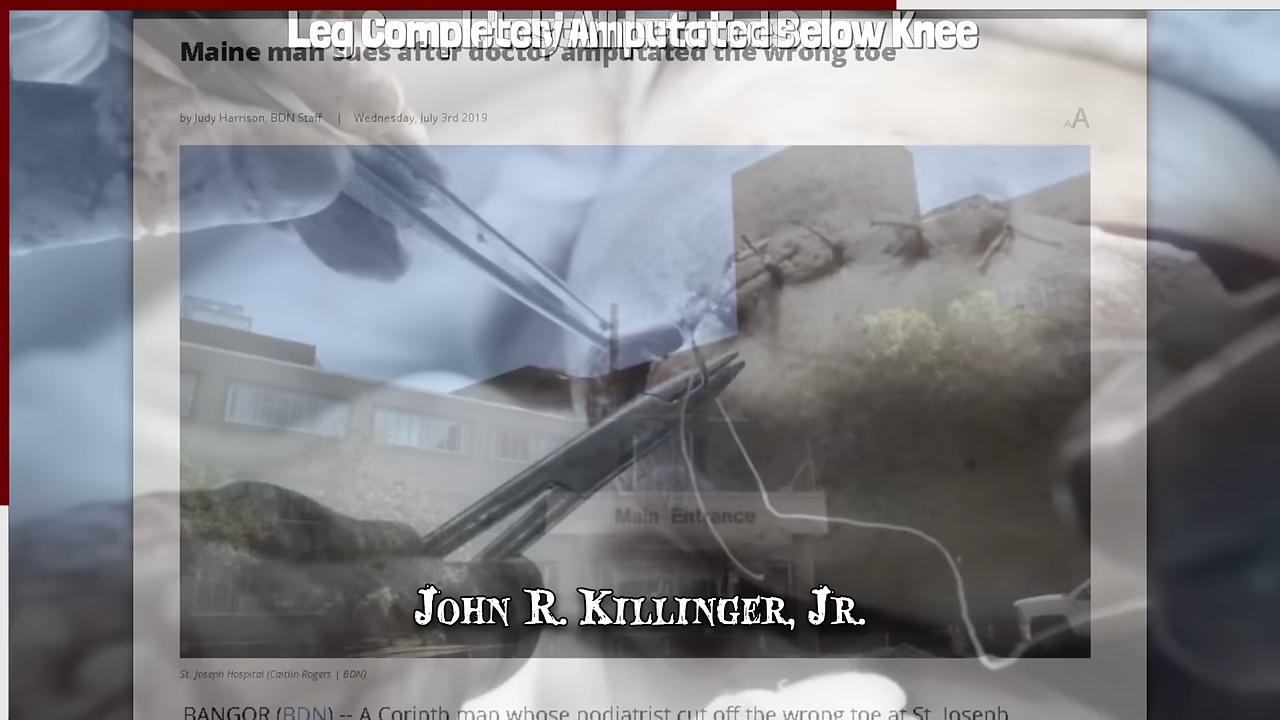 Leg Completely Amputated Below Knee
Maine man sues after doctor amputated the wrong toe
by Judy Harrison, BDN Staff | Wednesday, July 3rd 2019
AA
Main Entrance
John R. Killinger, Jr.
St. Joseph Hospital (Caitlin Rogers | BDN)
BANGOR (BDN) -- A Corinth man whose podiatrist cut off the wrong toe at St. Joseph